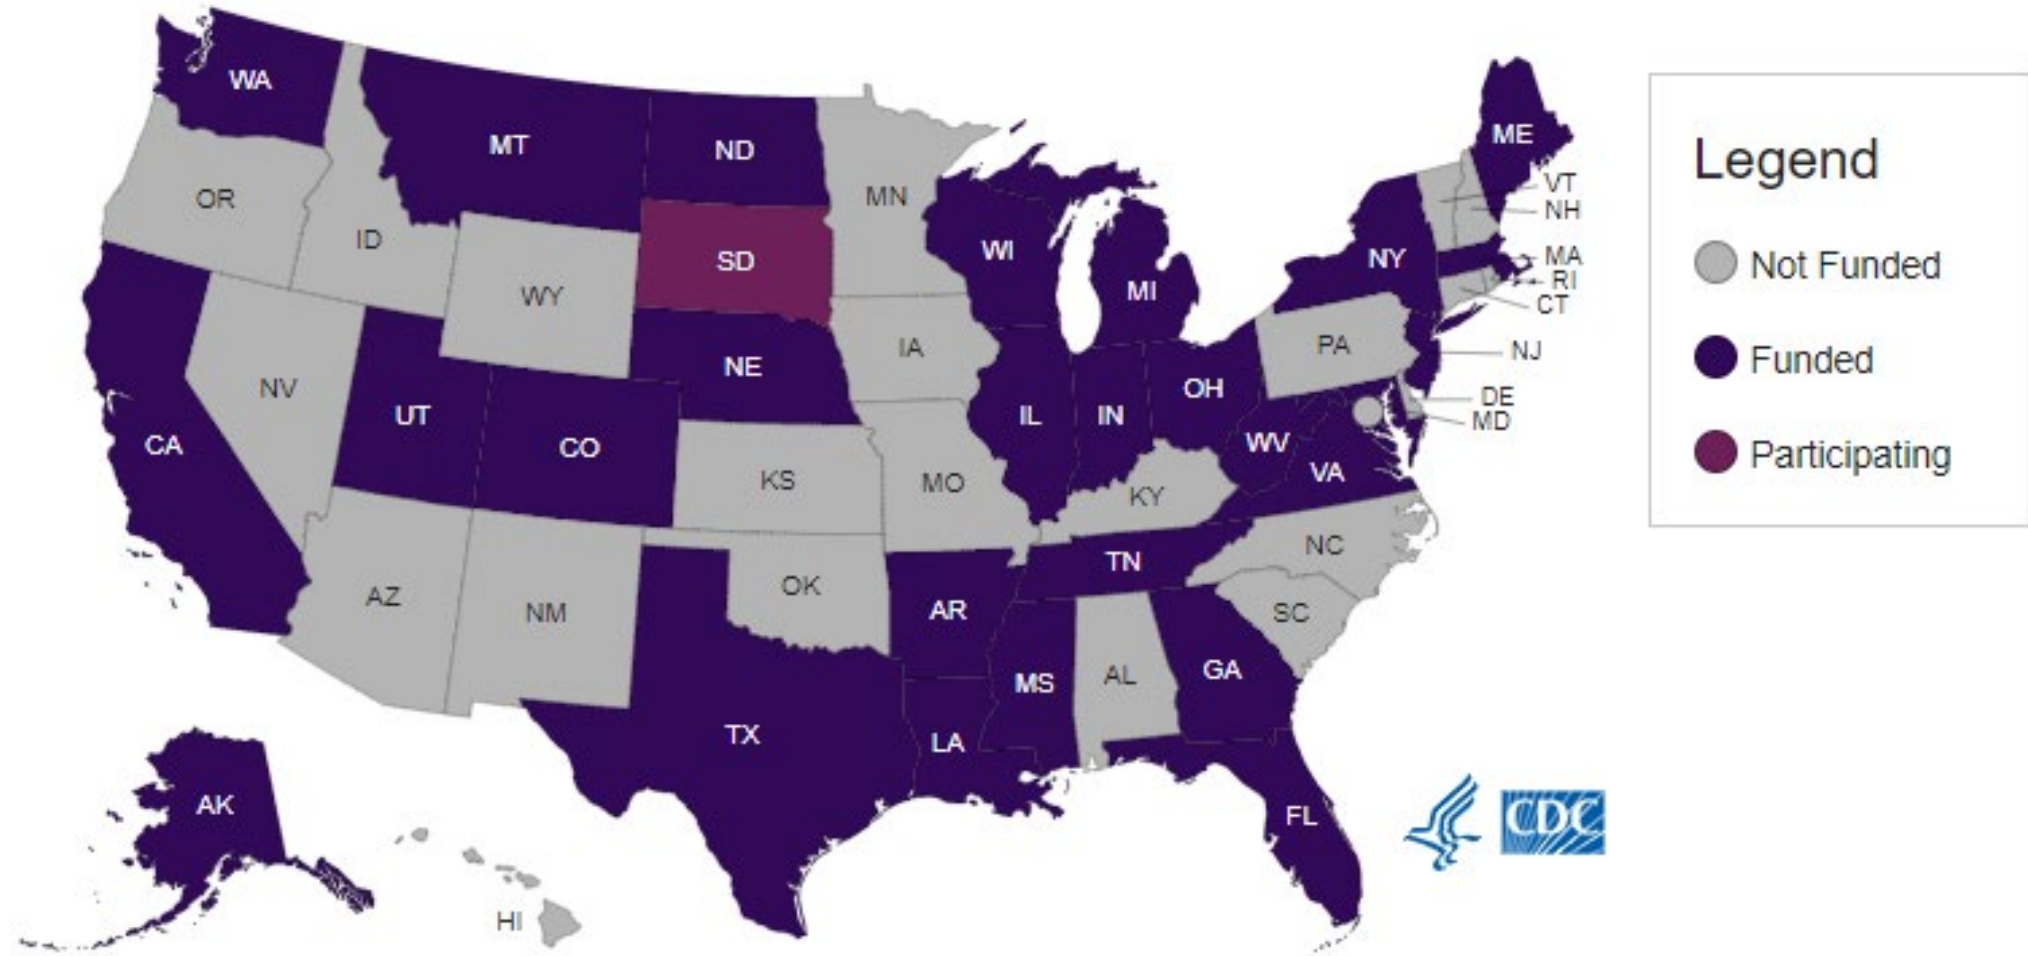 WA
MT
ND
ME
VT
NH
OR
MN
ID
SD
WI
NY
MA
RI
CT
WY
MI
IA
PA
NJ
NE
NV
UT
OH
DE
MD
CA
CO
IL
IN
WV
VA
KS
MO
KY
AZ
NM
OK
TN
NC
AR
SC
MS
AL
GA
TX
LA
AK
FL
HI
CDC
Legend
Not Funded
Funded
Participating